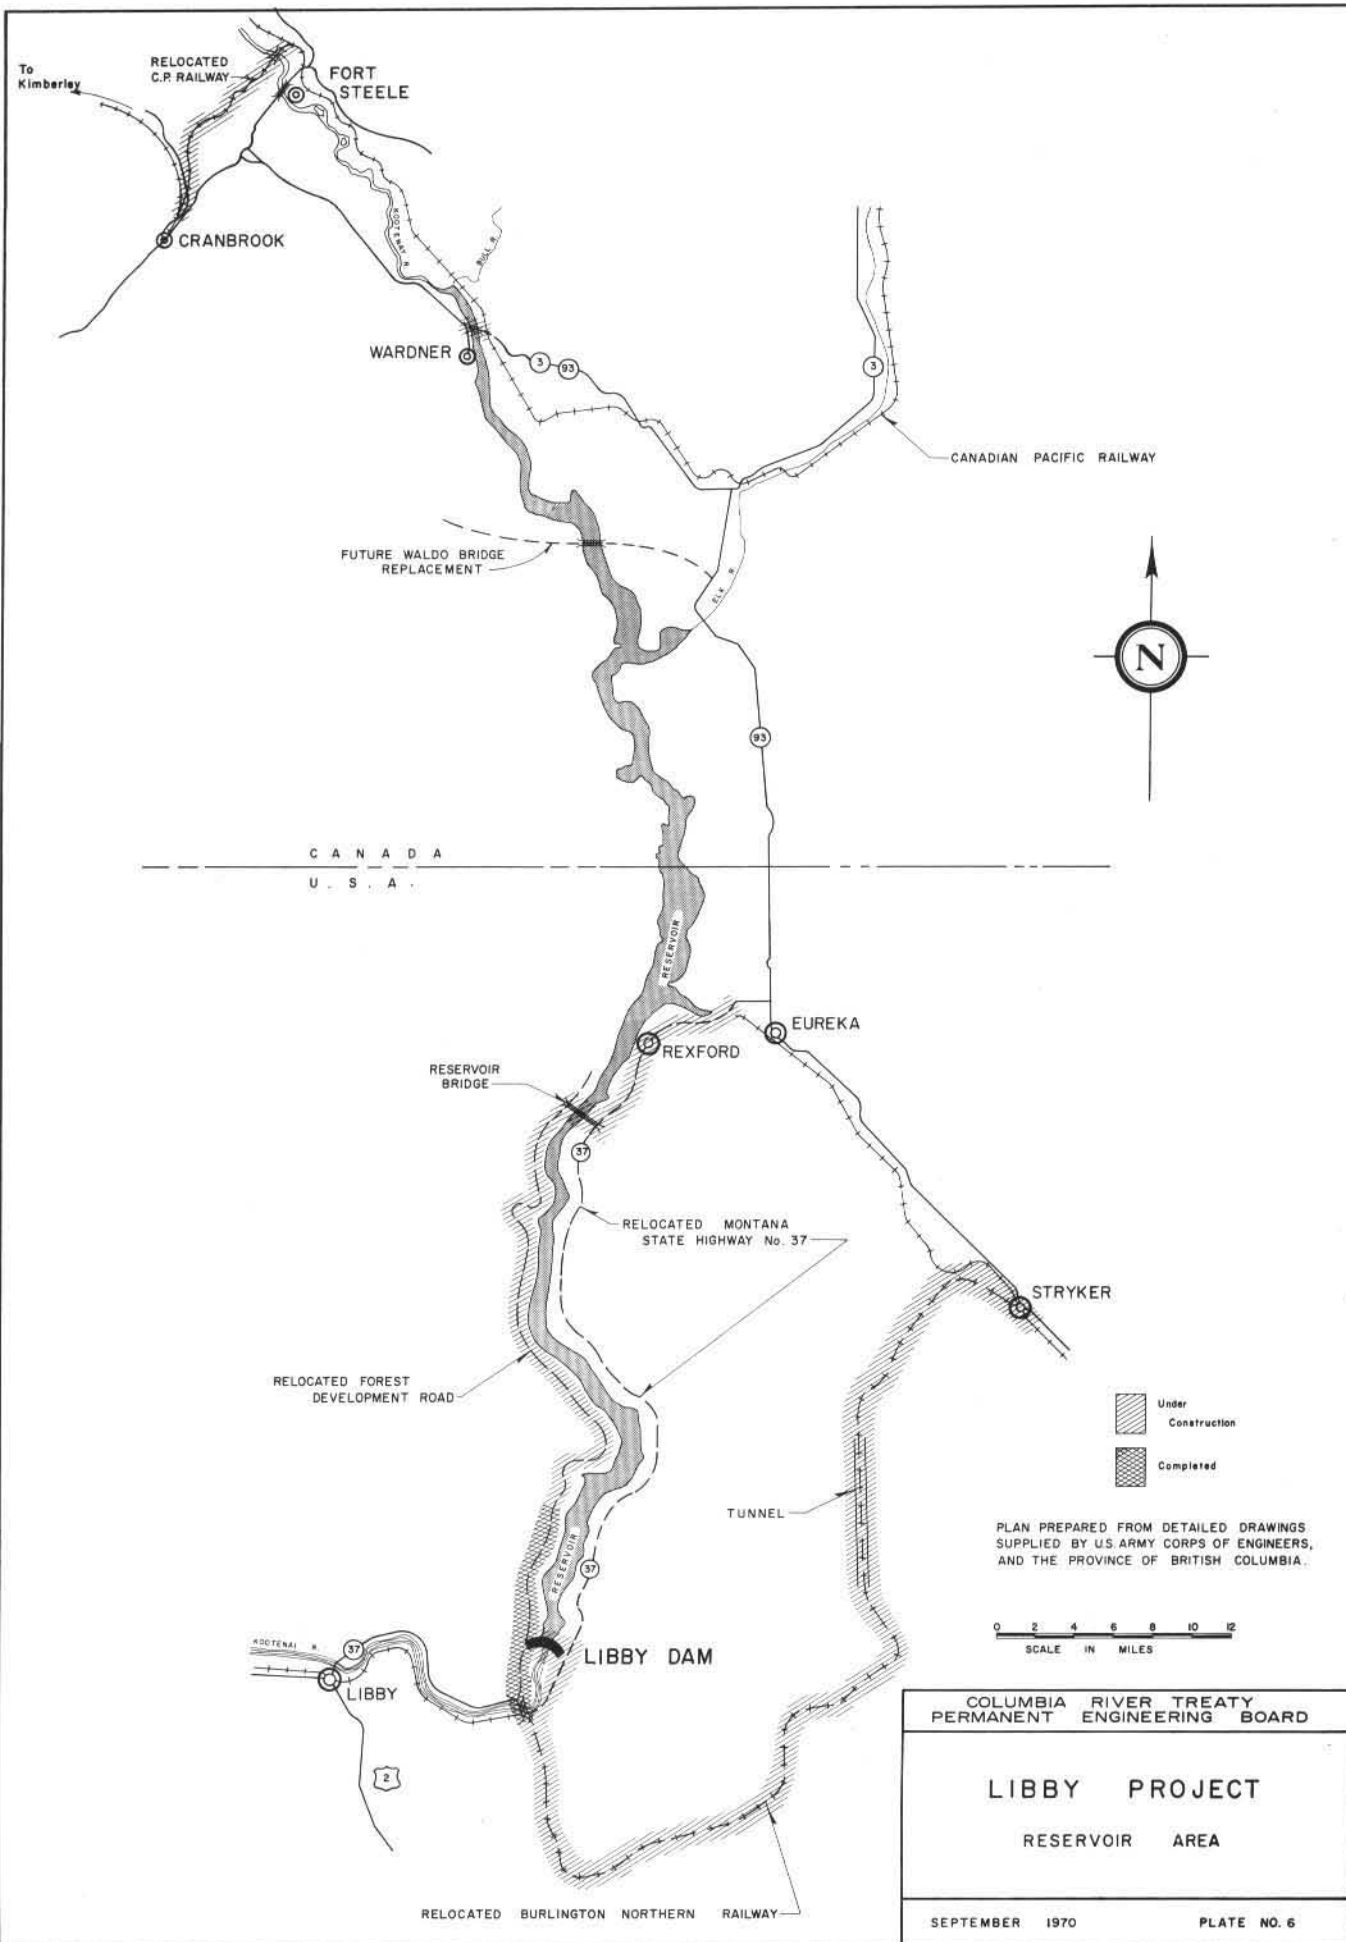 To
Kimberley
RELOCATED
C.P. RAILWAY
FORT
STEELE
CRANBROOK
KOOTENAY R.
BULL R.
WARDNER
3
93
3
CANADIAN PACIFIC RAILWAY
FUTURE WALDO BRIDGE
REPLACEMENT
ELK R.
N
93
CANADA
U.S.A.
RESERVOIR
EUREKA
REXFORD
RESERVOIR
BRIDGE
37
RELOCATED MONTANA
STATE HIGHWAY No. 37
STRYKER
RELOCATED FOREST
DEVELOPMENT ROAD
Under
Construction
Completed
TUNNEL
PLAN PREPARED FROM DETAILED DRAWINGS
SUPPLIED BY U.S. ARMY CORPS OF ENGINEERS,
AND THE PROVINCE OF BRITISH COLUMBIA.
RESERVOIR
37
0 2 4 6 8 10 12
SCALE IN MILES
KOOTENAI R.
37
LIBBY DAM
LIBBY
2
RELOCATED BURLINGTON NORTHERN RAILWAY
COLUMBIA RIVER TREATY
PERMANENT ENGINEERING BOARD
LIBBY PROJECT
RESERVOIR AREA
SEPTEMBER 1970 PLATE NO. 6